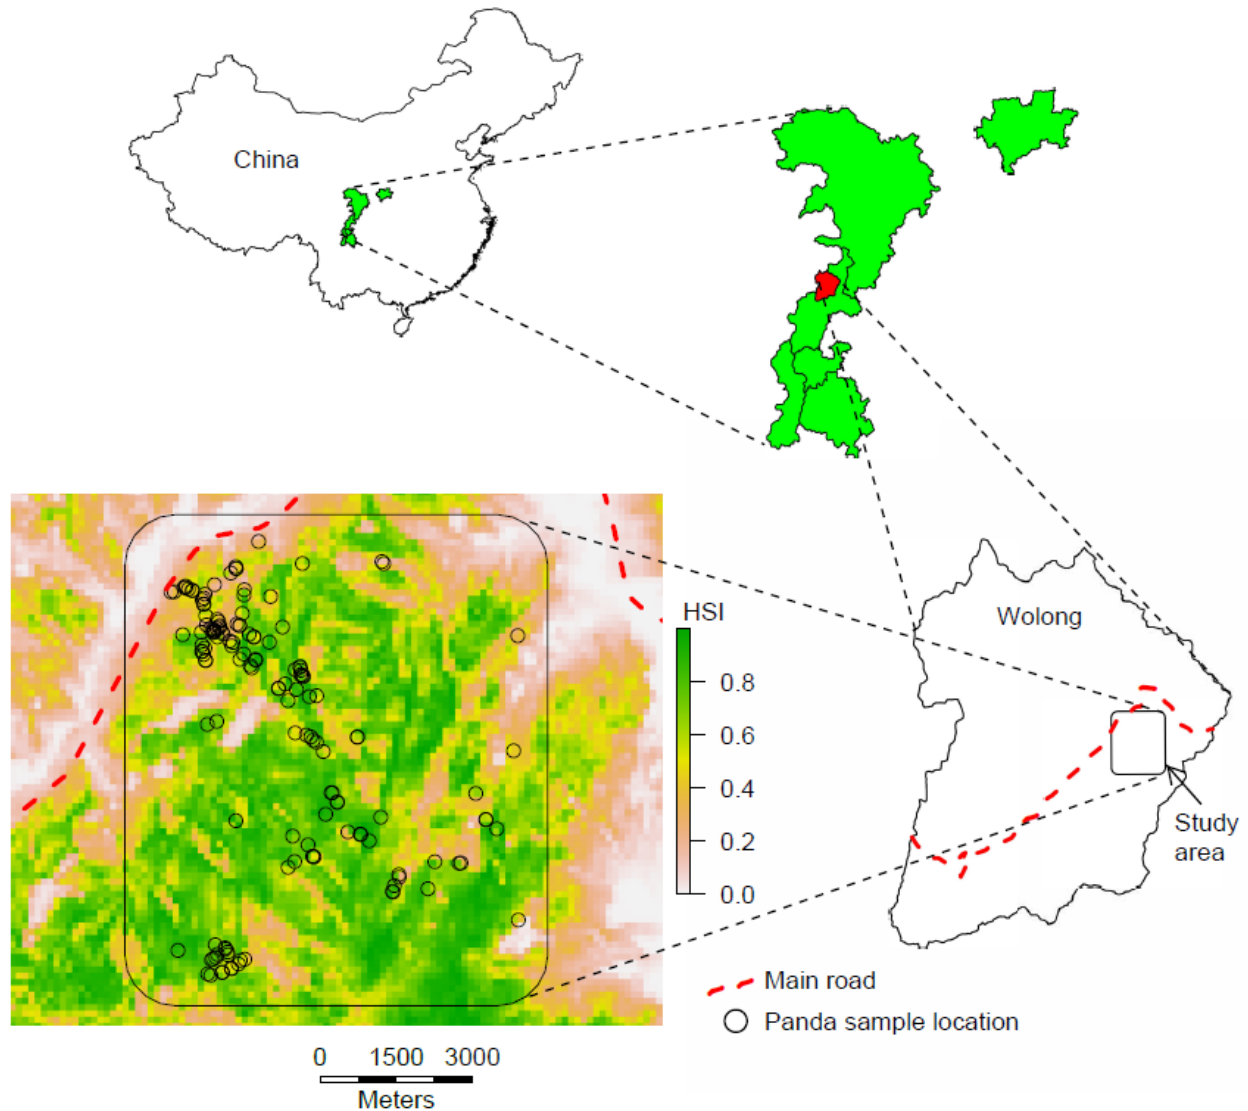 China
HSI
0.8
0.6
0.4
0.2
0.0
Wolong
Study
area
Main road
Panda sample location
0 1500 3000
Meters